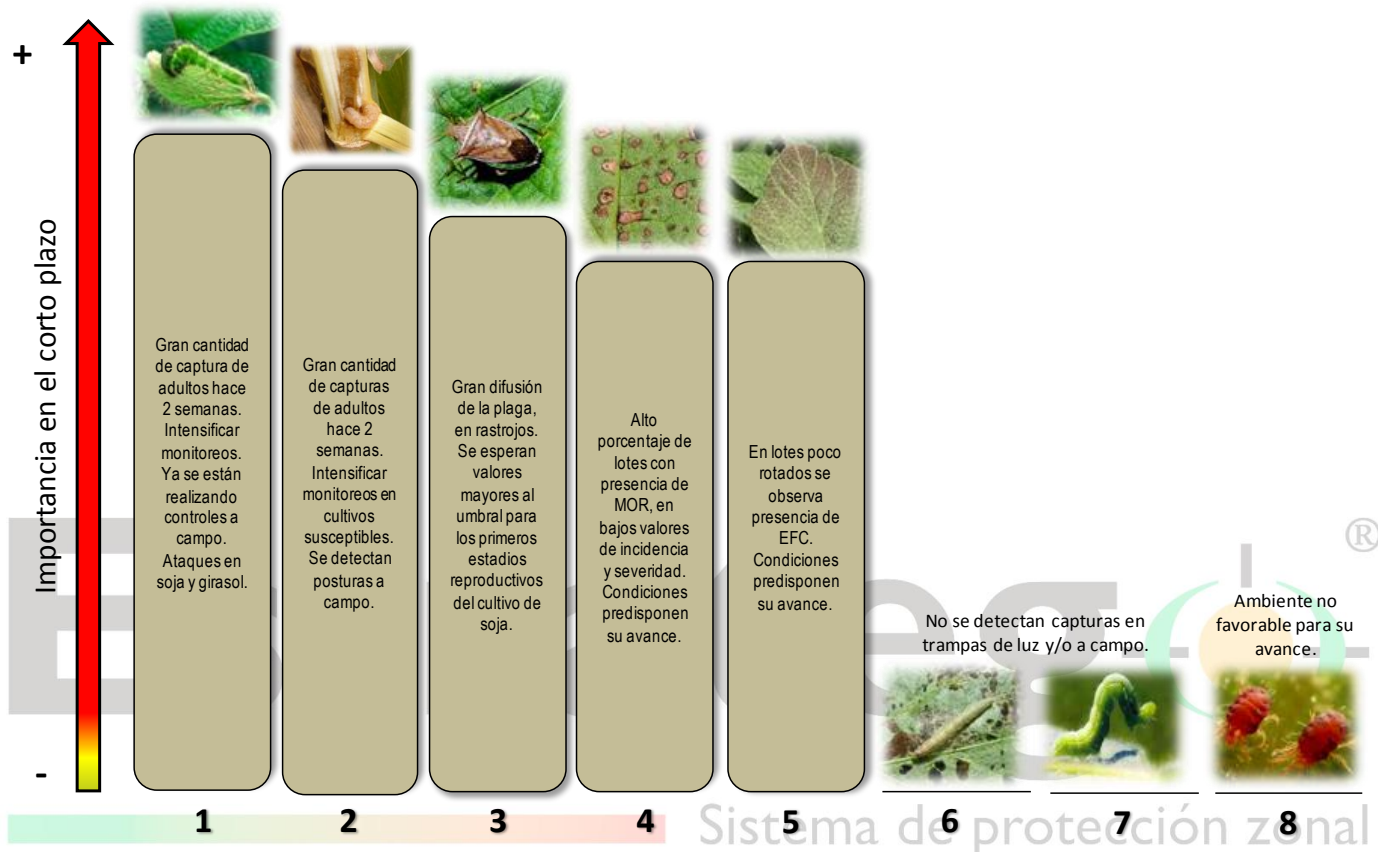 +
Importancia en el corto plazo
-
Gran cantidad
de captura de
adultos hace
2 semanas.
Intensificar
monitoreos.
Ya se están
realizando
controles a
campo.
Ataques en
soja y girasol.
Gran cantidad
de capturas
de adultos
hace 2
semanas.
Intensificar
monitoreos en
cultivos
susceptibles.
Se detectan
posturas a
campo.
Gran difusión
de la plaga,
en rastrojos.
Se esperan
valores
mayores al
umbral para
los primeros
estadios
reproductivos
del cultivo de
soja.
Alto
porcentaje de
lotes con
presencia de
MOR, en
bajos valores
de incidencia
y severidad.
Condiciones
predisponen
su avance.
En lotes poco
rotados se
observa
presencia de
EFC.
Condiciones
predisponen
su avance.
No se detectan capturas en
trampas de luz y/o a campo.
Ambiente no
favorable para su
avance.
®
1 2 3 4 5 6 7 8
Sistema de protección zonal